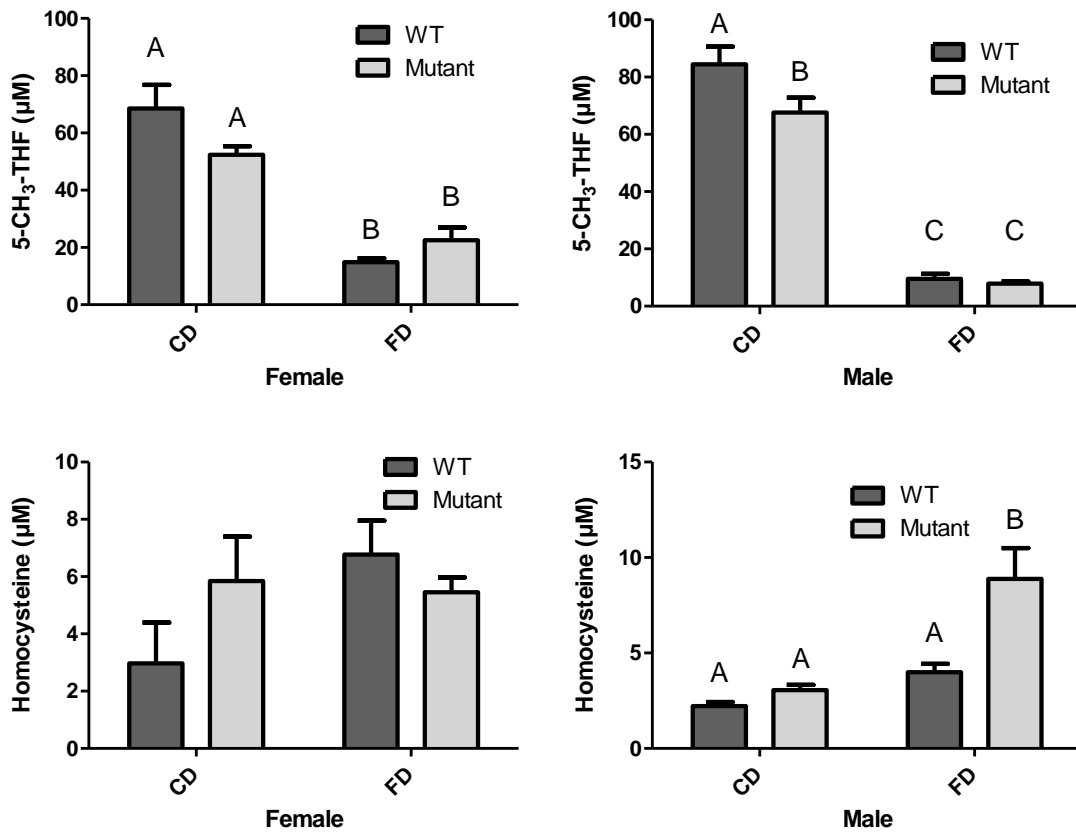 5-CH₃-THF (µM)
100
80
60
40
20
0
A
A
B
B
WT
Mutant
CD
FD
Female
5-CH₃-THF (µM)
100
80
60
40
20
0
A
B
C
C
WT
Mutant
CD
FD
Male
Homocysteine (µM)
10
8
6
4
2
0
WT
Mutant
CD
FD
Female
Homocysteine (µM)
15
10
5
0
A
A
A
B
WT
Mutant
CD
FD
Male